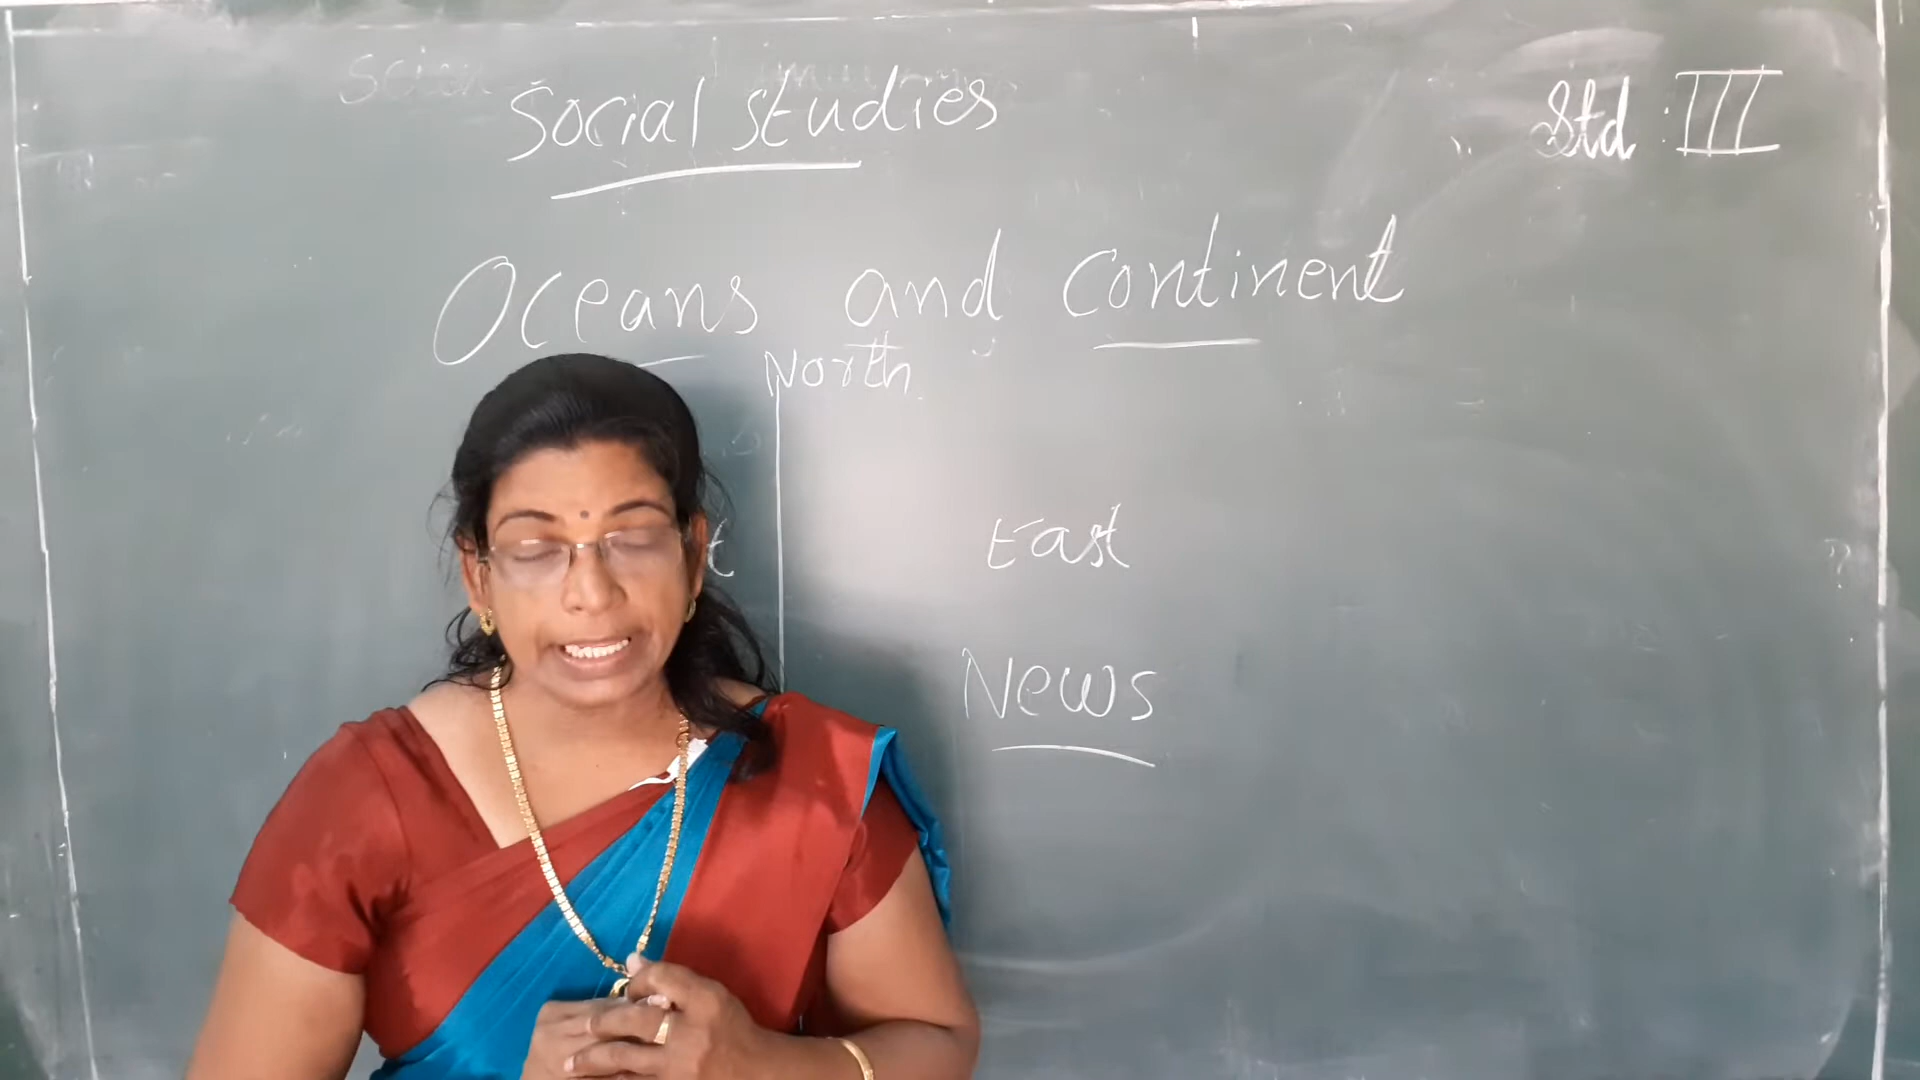 Social studies
Std : III
Oceans and continent
North
East
News